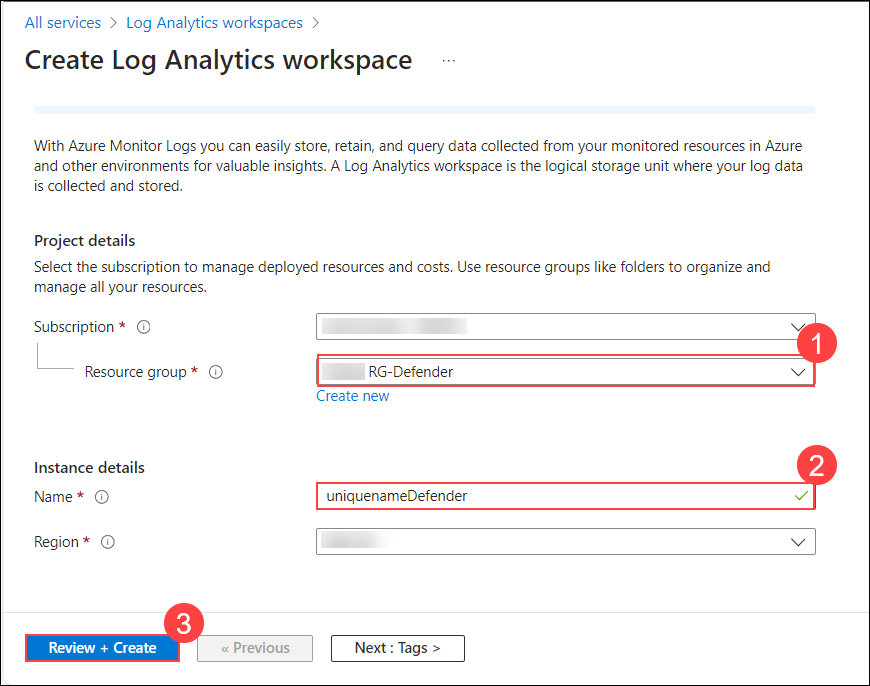 All services > Log Analytics workspaces >
Create Log Analytics workspace ...
With Azure Monitor Logs you can easily store, retain, and query data collected from your monitored resources in Azure
and other environments for valuable insights. A Log Analytics workspace is the logical storage unit where your log data
is collected and stored.
Project details
Select the subscription to manage deployed resources and costs. Use resource groups like folders to organize and
manage all your resources.
Subscription *
1
Resource group * RG-Defender
Create new
Instance details
2
Name * uniquenameDefender
Region *
3
Review + Create « Previous Next : Tags >